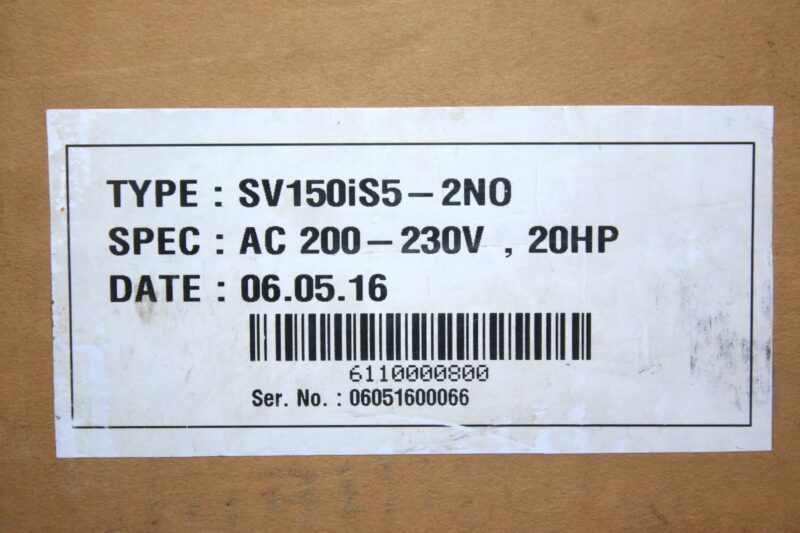 TYPE : SV150iS5-2NO
SPEC : AC 200-230V , 20HP
DATE : 06.05.16
6110000800
Ser. No. : 06051600066